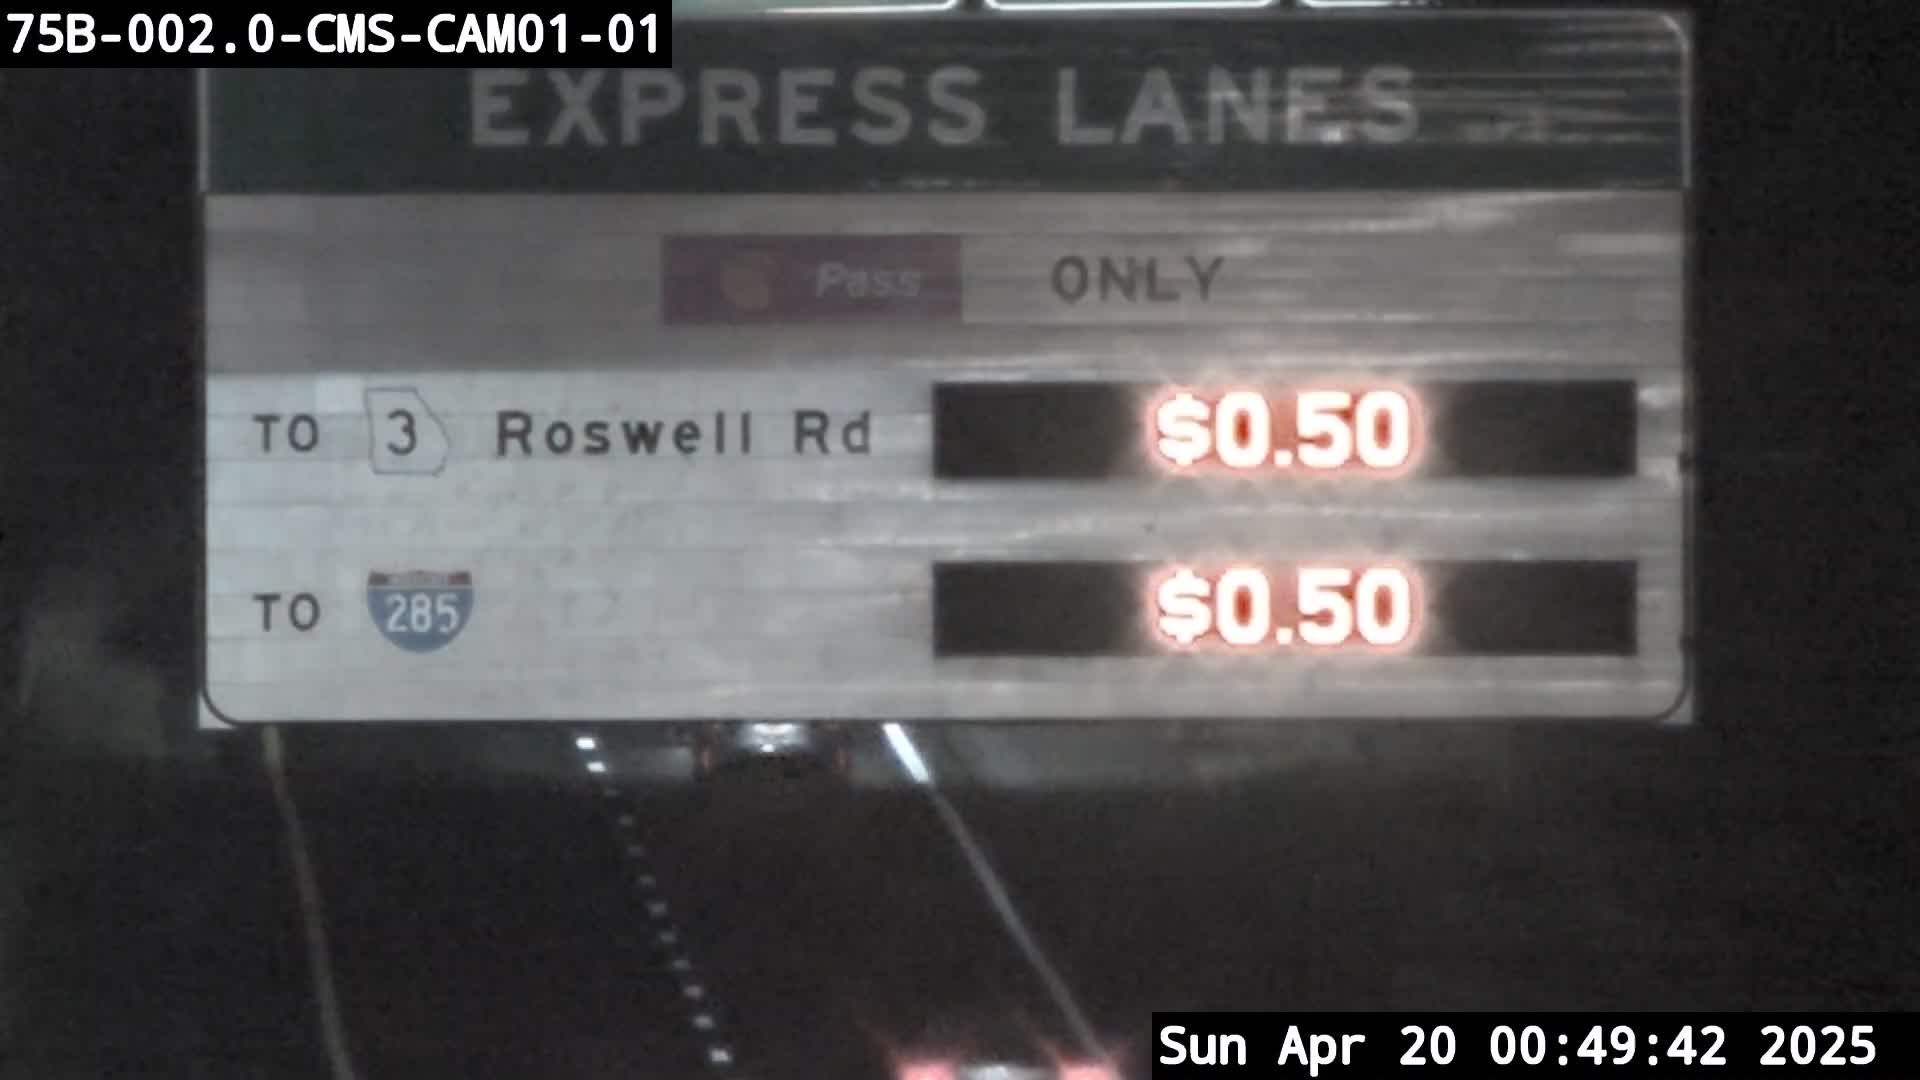 75B-002.0-CMS-CAM01-01
EXPRESS LANES
Pass ONLY
TO 3 Roswell Rd $0.50
TO 285 $0.50
Sun Apr 20 00:49:42 2025